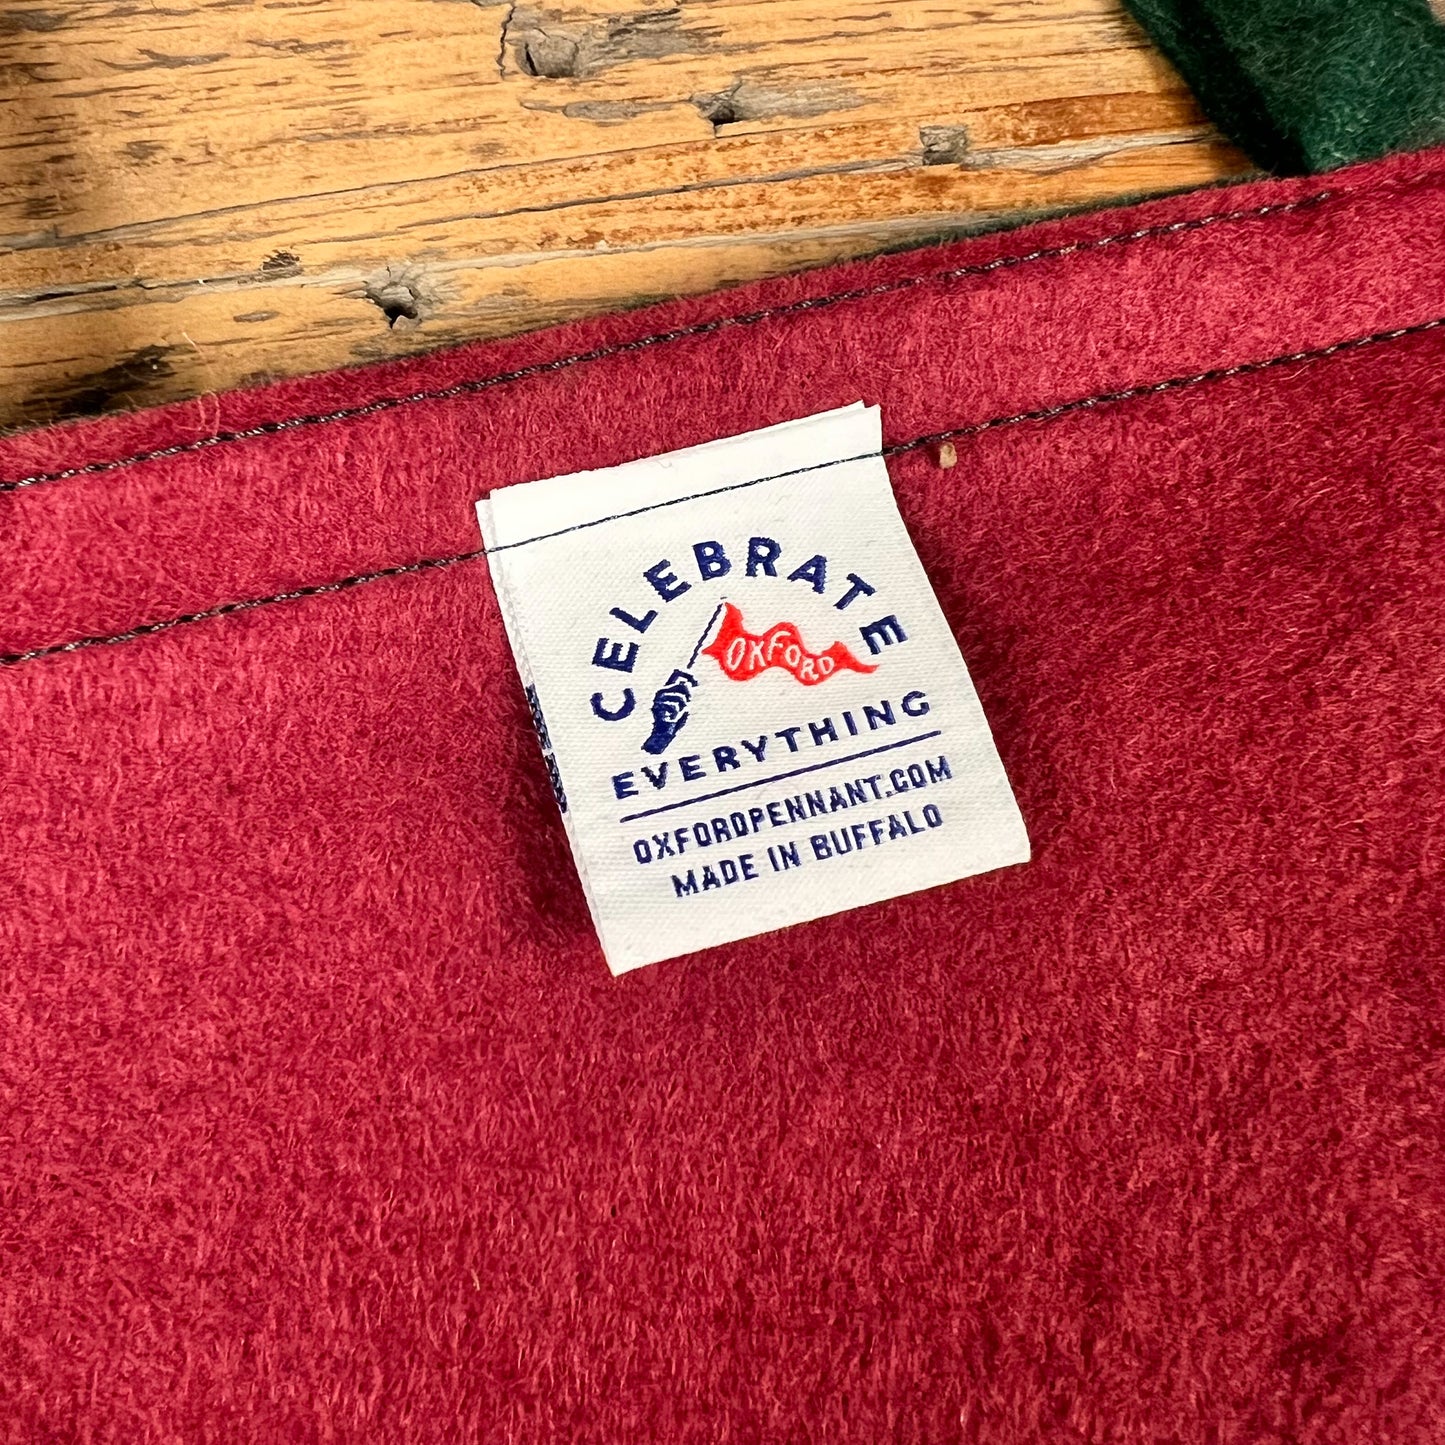 CELEBRATE
OXFORD
EVERYTHING
OXFORDPENNANT.COM
MADE IN BUFFALO